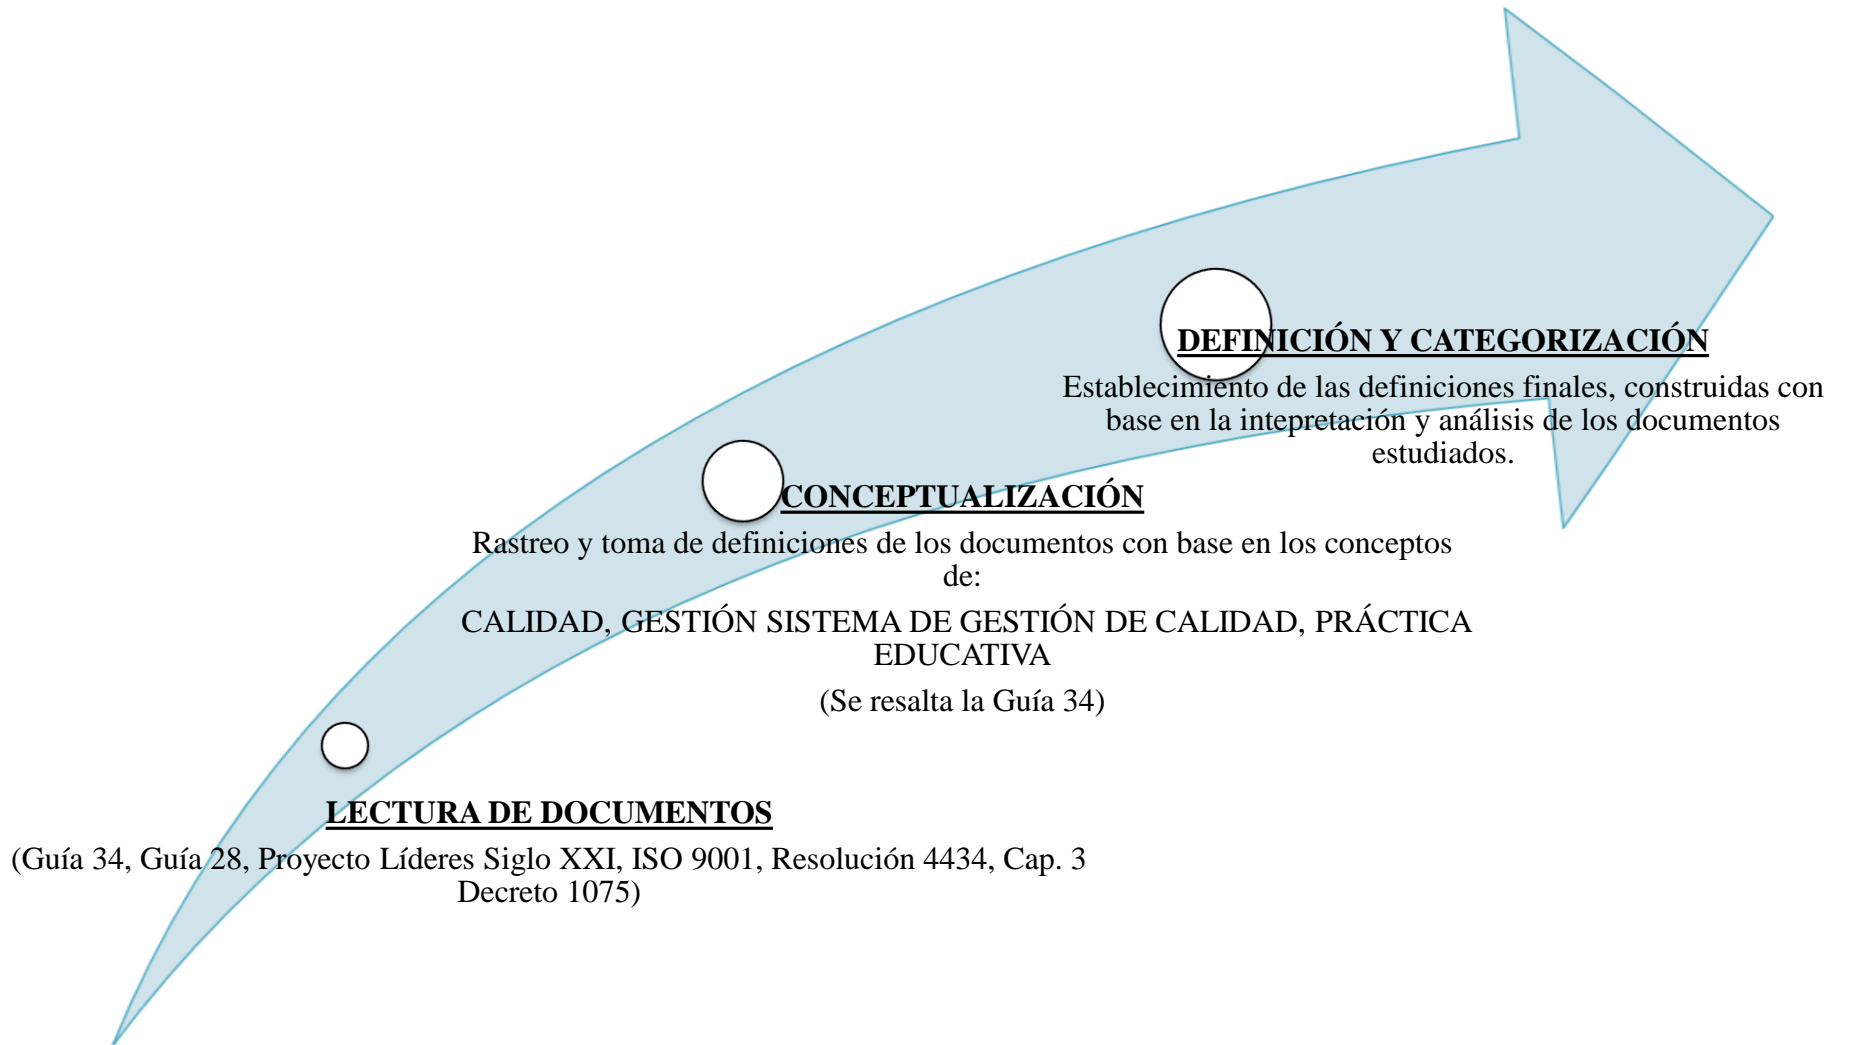 DEFINICIÓN Y CATEGORIZACIÓN
Establecimiento de las definiciones finales, construidas con
base en la intepretación y análisis de los documentos
estudiados.
CONCEPTUALIZACIÓN
Rastreo y toma de definiciones de los documentos con base en los conceptos
de:
CALIDAD, GESTIÓN SISTEMA DE GESTIÓN DE CALIDAD, PRÁCTICA
EDUCATIVA
(Se resalta la Guía 34)
LECTURA DE DOCUMENTOS
(Guía 34, Guía 28, Proyecto Líderes Siglo XXI, ISO 9001, Resolución 4434, Cap. 3
Decreto 1075)